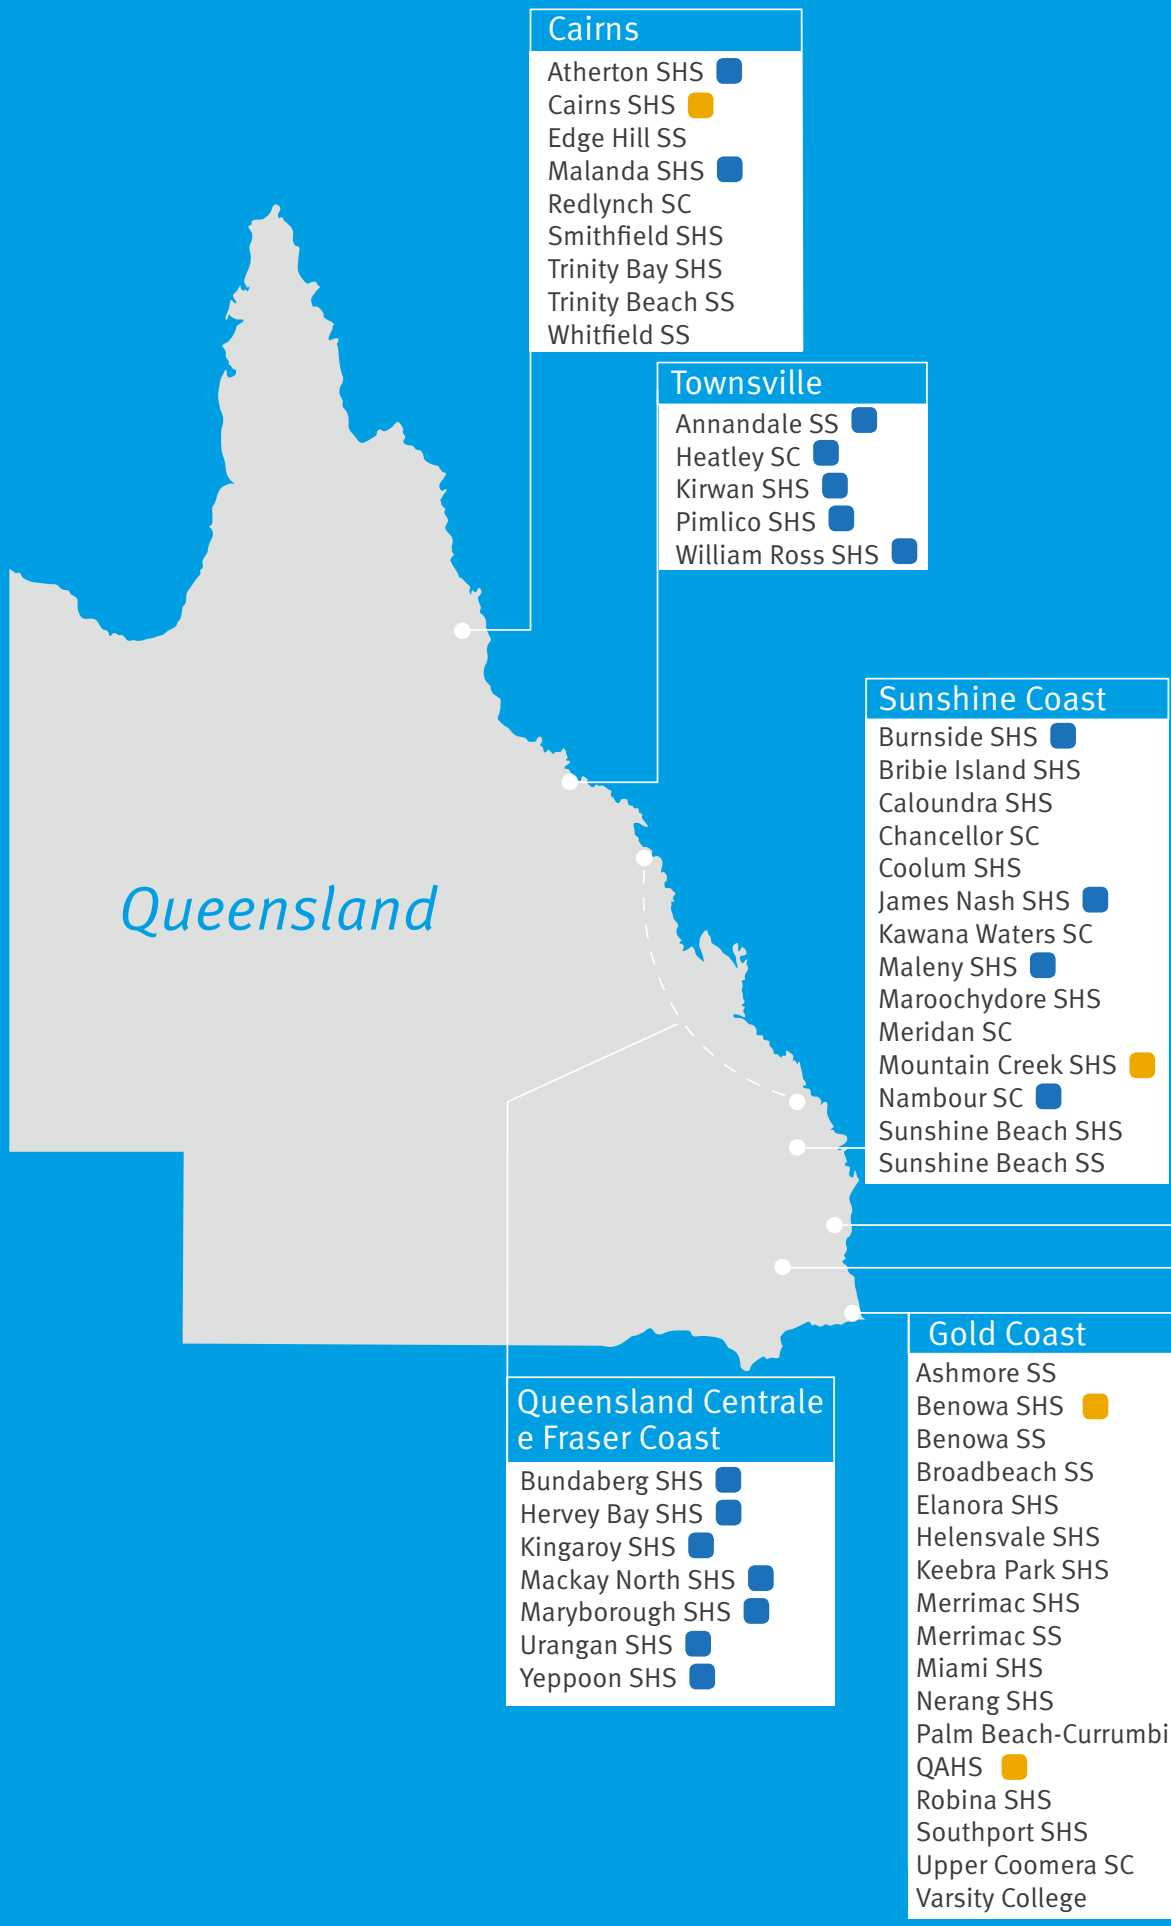 Cairns
Atherton SHS
Cairns SHS
Edge Hill SS
Malanda SHS
Redlynch SC
Smithfield SHS
Trinity Bay SHS
Trinity Beach SS
Whitfield SS
Townsville
Annandale SS
Heatley SC
Kirwan SHS
Pimlico SHS
William Ross SHS
Sunshine Coast
Burnside SHS
Bribie Island SHS
Caloundra SHS
Chancellor SC
Coolum SHS
James Nash SHS
Kawana Waters SC
Maleny SHS
Maroochydore SHS
Meridan SC
Mountain Creek SHS
Nambour SC
Sunshine Beach SHS
Sunshine Beach SS
Queensland
Gold Coast
Ashmore SS
Benowa SHS
Benowa SS
Broadbeach SS
Elanora SHS
Helensvale SHS
Keebra Park SHS
Merrimac SHS
Merrimac SS
Miami SHS
Nerang SHS
Palm Beach-Currumbi
QAHS
Robina SHS
Southport SHS
Upper Coomera SC
Varsity College
Queensland Centrale
e Fraser Coast
Bundaberg SHS
Hervey Bay SHS
Kingaroy SHS
Mackay North SHS
Maryborough SHS
Urangan SHS
Yeppoon SHS